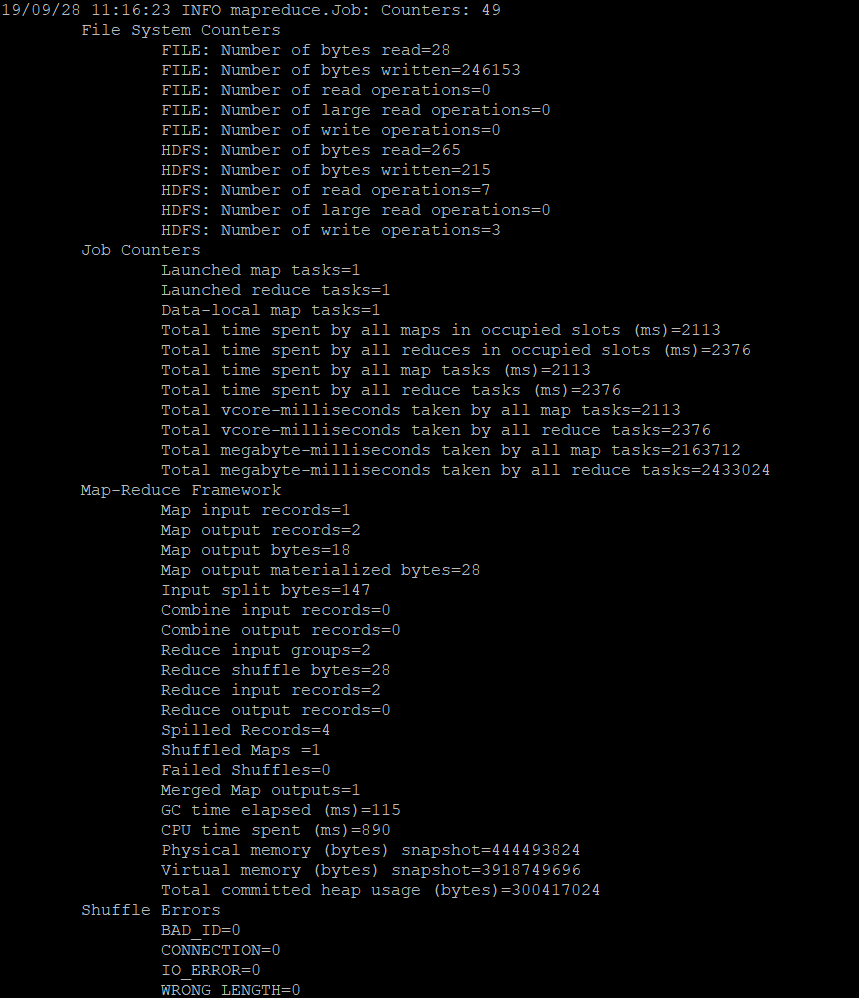 19/09/28 11:16:23 INFO mapreduce.Job: Counters: 49
File System Counters
FILE: Number of bytes read=28
FILE: Number of bytes written=246153
FILE: Number of read operations=0
FILE: Number of large read operations=0
FILE: Number of write operations=0
HDFS: Number of bytes read=265
HDFS: Number of bytes written=215
HDFS: Number of read operations=7
HDFS: Number of large read operations=0
HDFS: Number of write operations=3
Job Counters
Launched map tasks=1
Launched reduce tasks=1
Data-local map tasks=1
Total time spent by all maps in occupied slots (ms)=2113
Total time spent by all reduces in occupied slots (ms)=2376
Total time spent by all map tasks (ms)=2113
Total time spent by all reduce tasks (ms)=2376
Total vcore-milliseconds taken by all map tasks=2113
Total vcore-milliseconds taken by all reduce tasks=2376
Total megabyte-milliseconds taken by all map tasks=2163712
Total megabyte-milliseconds taken by all reduce tasks=2433024
Map-Reduce Framework
Map input records=1
Map output records=2
Map output bytes=18
Map output materialized bytes=28
Input split bytes=147
Combine input records=0
Combine output records=0
Reduce input groups=2
Reduce shuffle bytes=28
Reduce input records=2
Reduce output records=0
Spilled Records=4
Shuffled Maps =1
Failed Shuffles=0
Merged Map outputs=1
GC time elapsed (ms)=115
CPU time spent (ms)=890
Physical memory (bytes) snapshot=444493824
Virtual memory (bytes) snapshot=3918749696
Total committed heap usage (bytes)=300417024
Shuffle Errors
BAD_ID=0
CONNECTION=0
IO_ERROR=0
WRONG_LENGTH=0